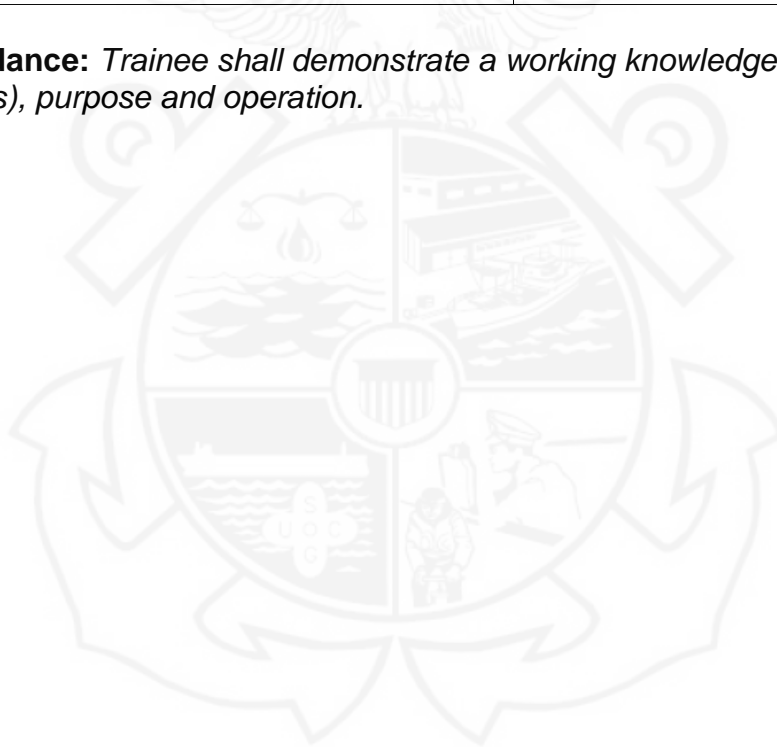 lance: Trainee shall demonstrate a working knowledge
s), purpose and operation.
U S C G